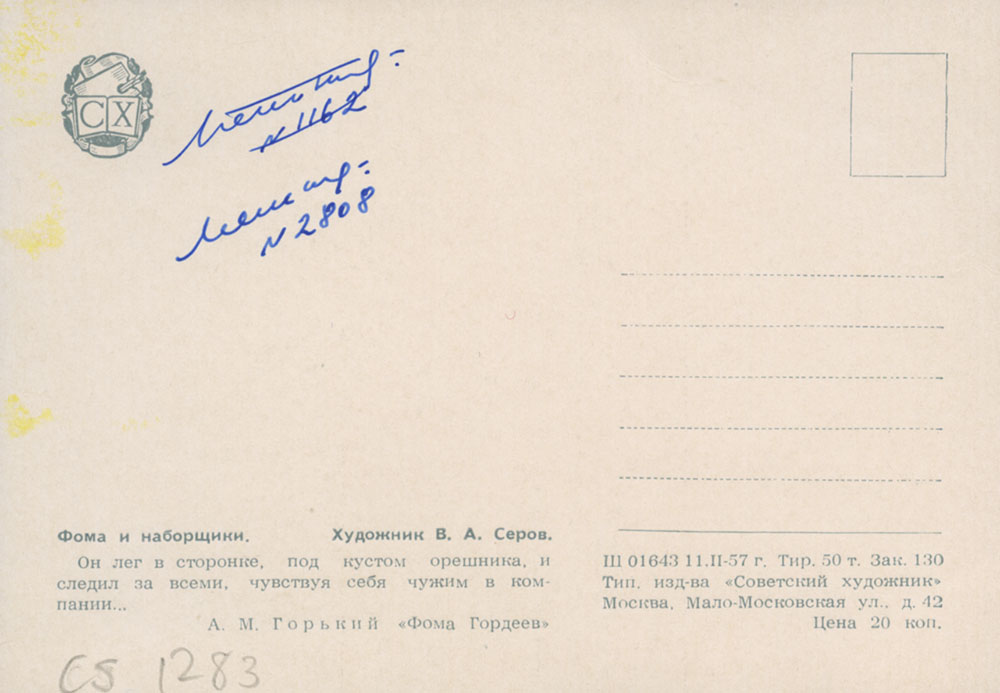 СХ
N 1162
N 2808
Фома и наборщики. Художник В. А. Серов.
Он лег в сторонке, под кустом орешника, и
следил за всеми, чувствуя себя чужим в ком-
пании...
А. М. Горький «Фома Гордеев»
Ш 01643 11.II-57 г. Тир. 50 т. Зак. 130
Тип. изд-ва «Советский художник»
Москва, Мало-Московская ул., д. 42
Цена 20 коп.
CS 1283